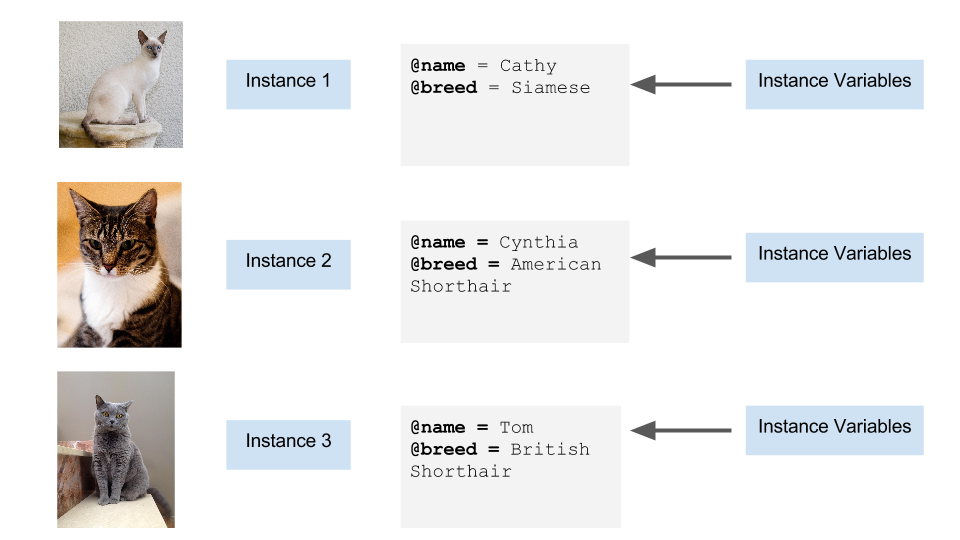 Instance 1
@name = Cathy
@breed = Siamese
Instance Variables
Instance 2
@name = Cynthia
@breed = American
Shorthair
Instance Variables
Instance 3
@name = Tom
@breed = British
Shorthair
Instance Variables